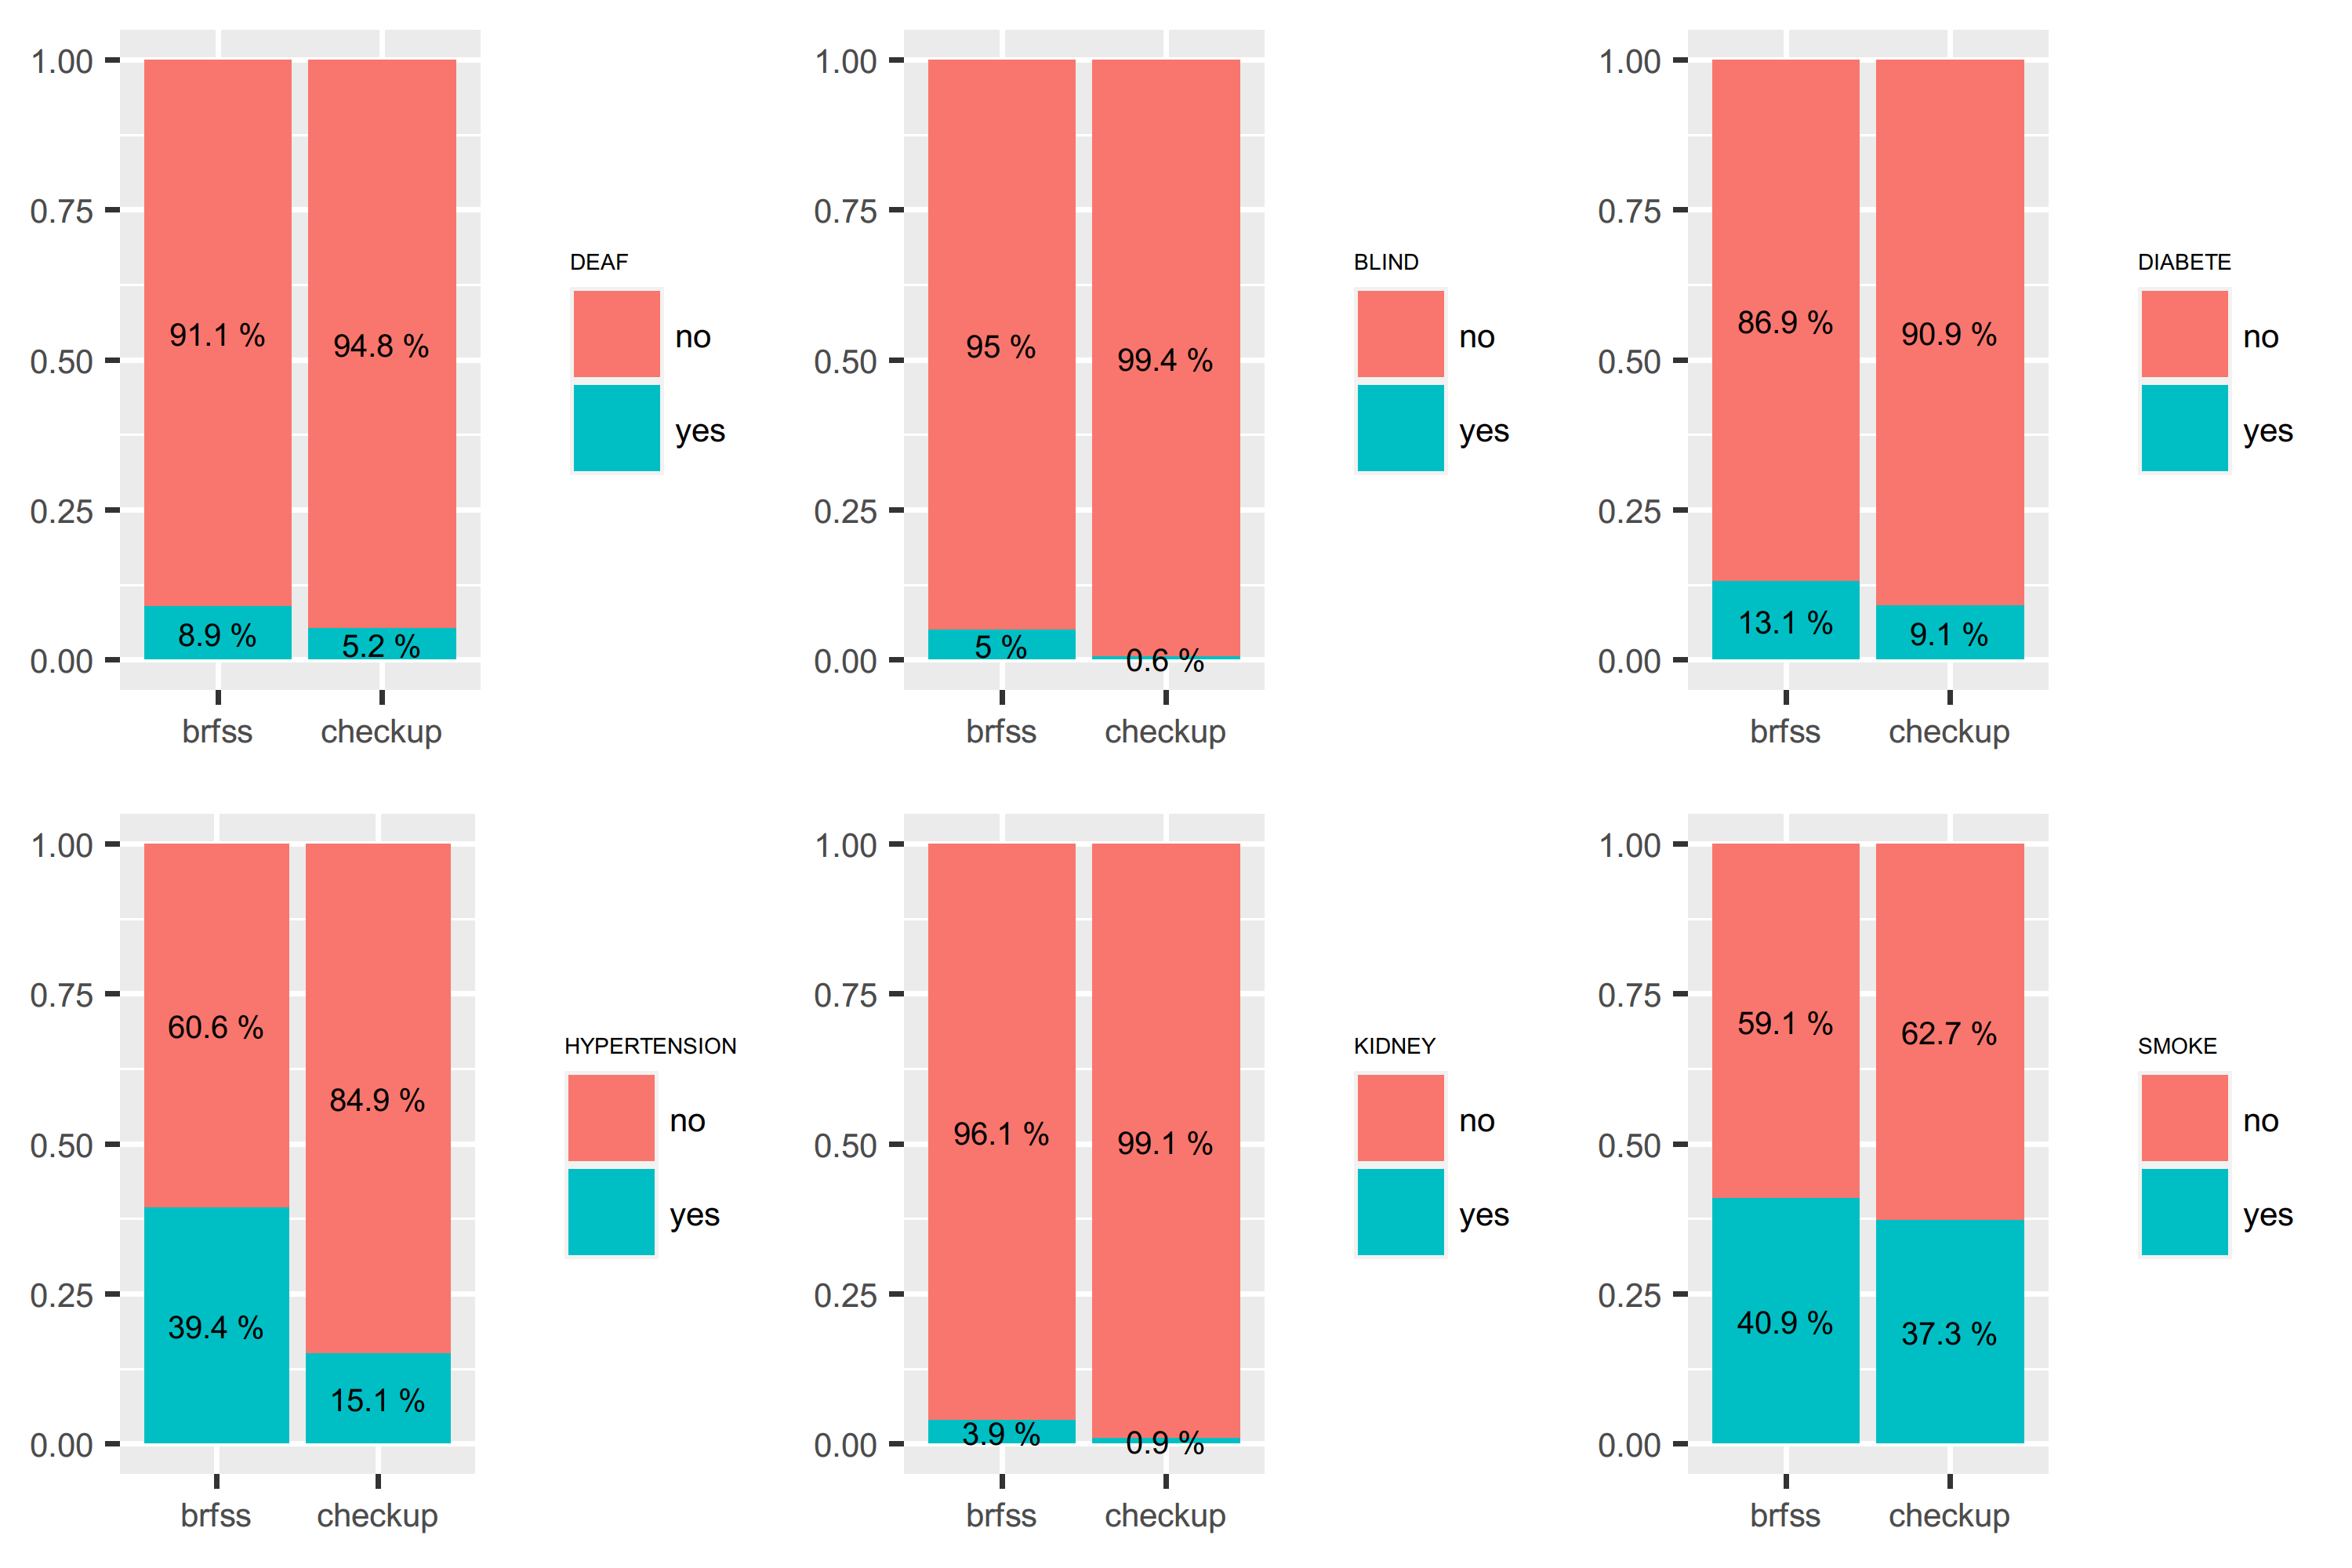 1.00
0.75
0.50
0.25
0.00
91.1 %
94.8 %
8.9 %
5.2 %
brfss
checkup
DEAF
no
yes
1.00
0.75
0.50
0.25
0.00
95 %
99.4 %
5 %
0.6 %
brfss
checkup
BLIND
no
yes
1.00
0.75
0.50
0.25
0.00
86.9 %
90.9 %
13.1 %
9.1 %
brfss
checkup
DIABETE
no
yes
1.00
0.75
0.50
0.25
0.00
60.6 %
84.9 %
39.4 %
15.1 %
brfss
checkup
HYPERTENSION
no
yes
1.00
0.75
0.50
0.25
0.00
96.1 %
99.1 %
3.9 %
0.9 %
brfss
checkup
KIDNEY
no
yes
1.00
0.75
0.50
0.25
0.00
59.1 %
62.7 %
40.9 %
37.3 %
brfss
checkup
SMOKE
no
yes